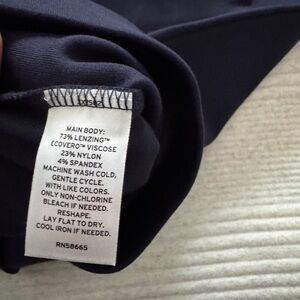 MAIN BODY:
73% LENZING™
ECOVERO™ VISCOSE
23% NYLON
4% SPANDEX
MACHINE WASH COLD,
GENTLE CYCLE.
WITH LIKE COLORS.
ONLY NON-CHLORINE
BLEACH IF NEEDED.
RESHAPE.
LAY FLAT TO DRY.
COOL IRON IF NEEDED.
RN58665